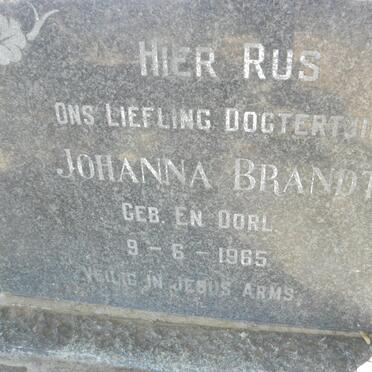 HIER RUS
ONS LIEFLING DOGTERTJIE
JOHANNA BRANDT
GEB. EN OORL.
9 - 6 - 1965
VEILIG IN JESUS ARMS.